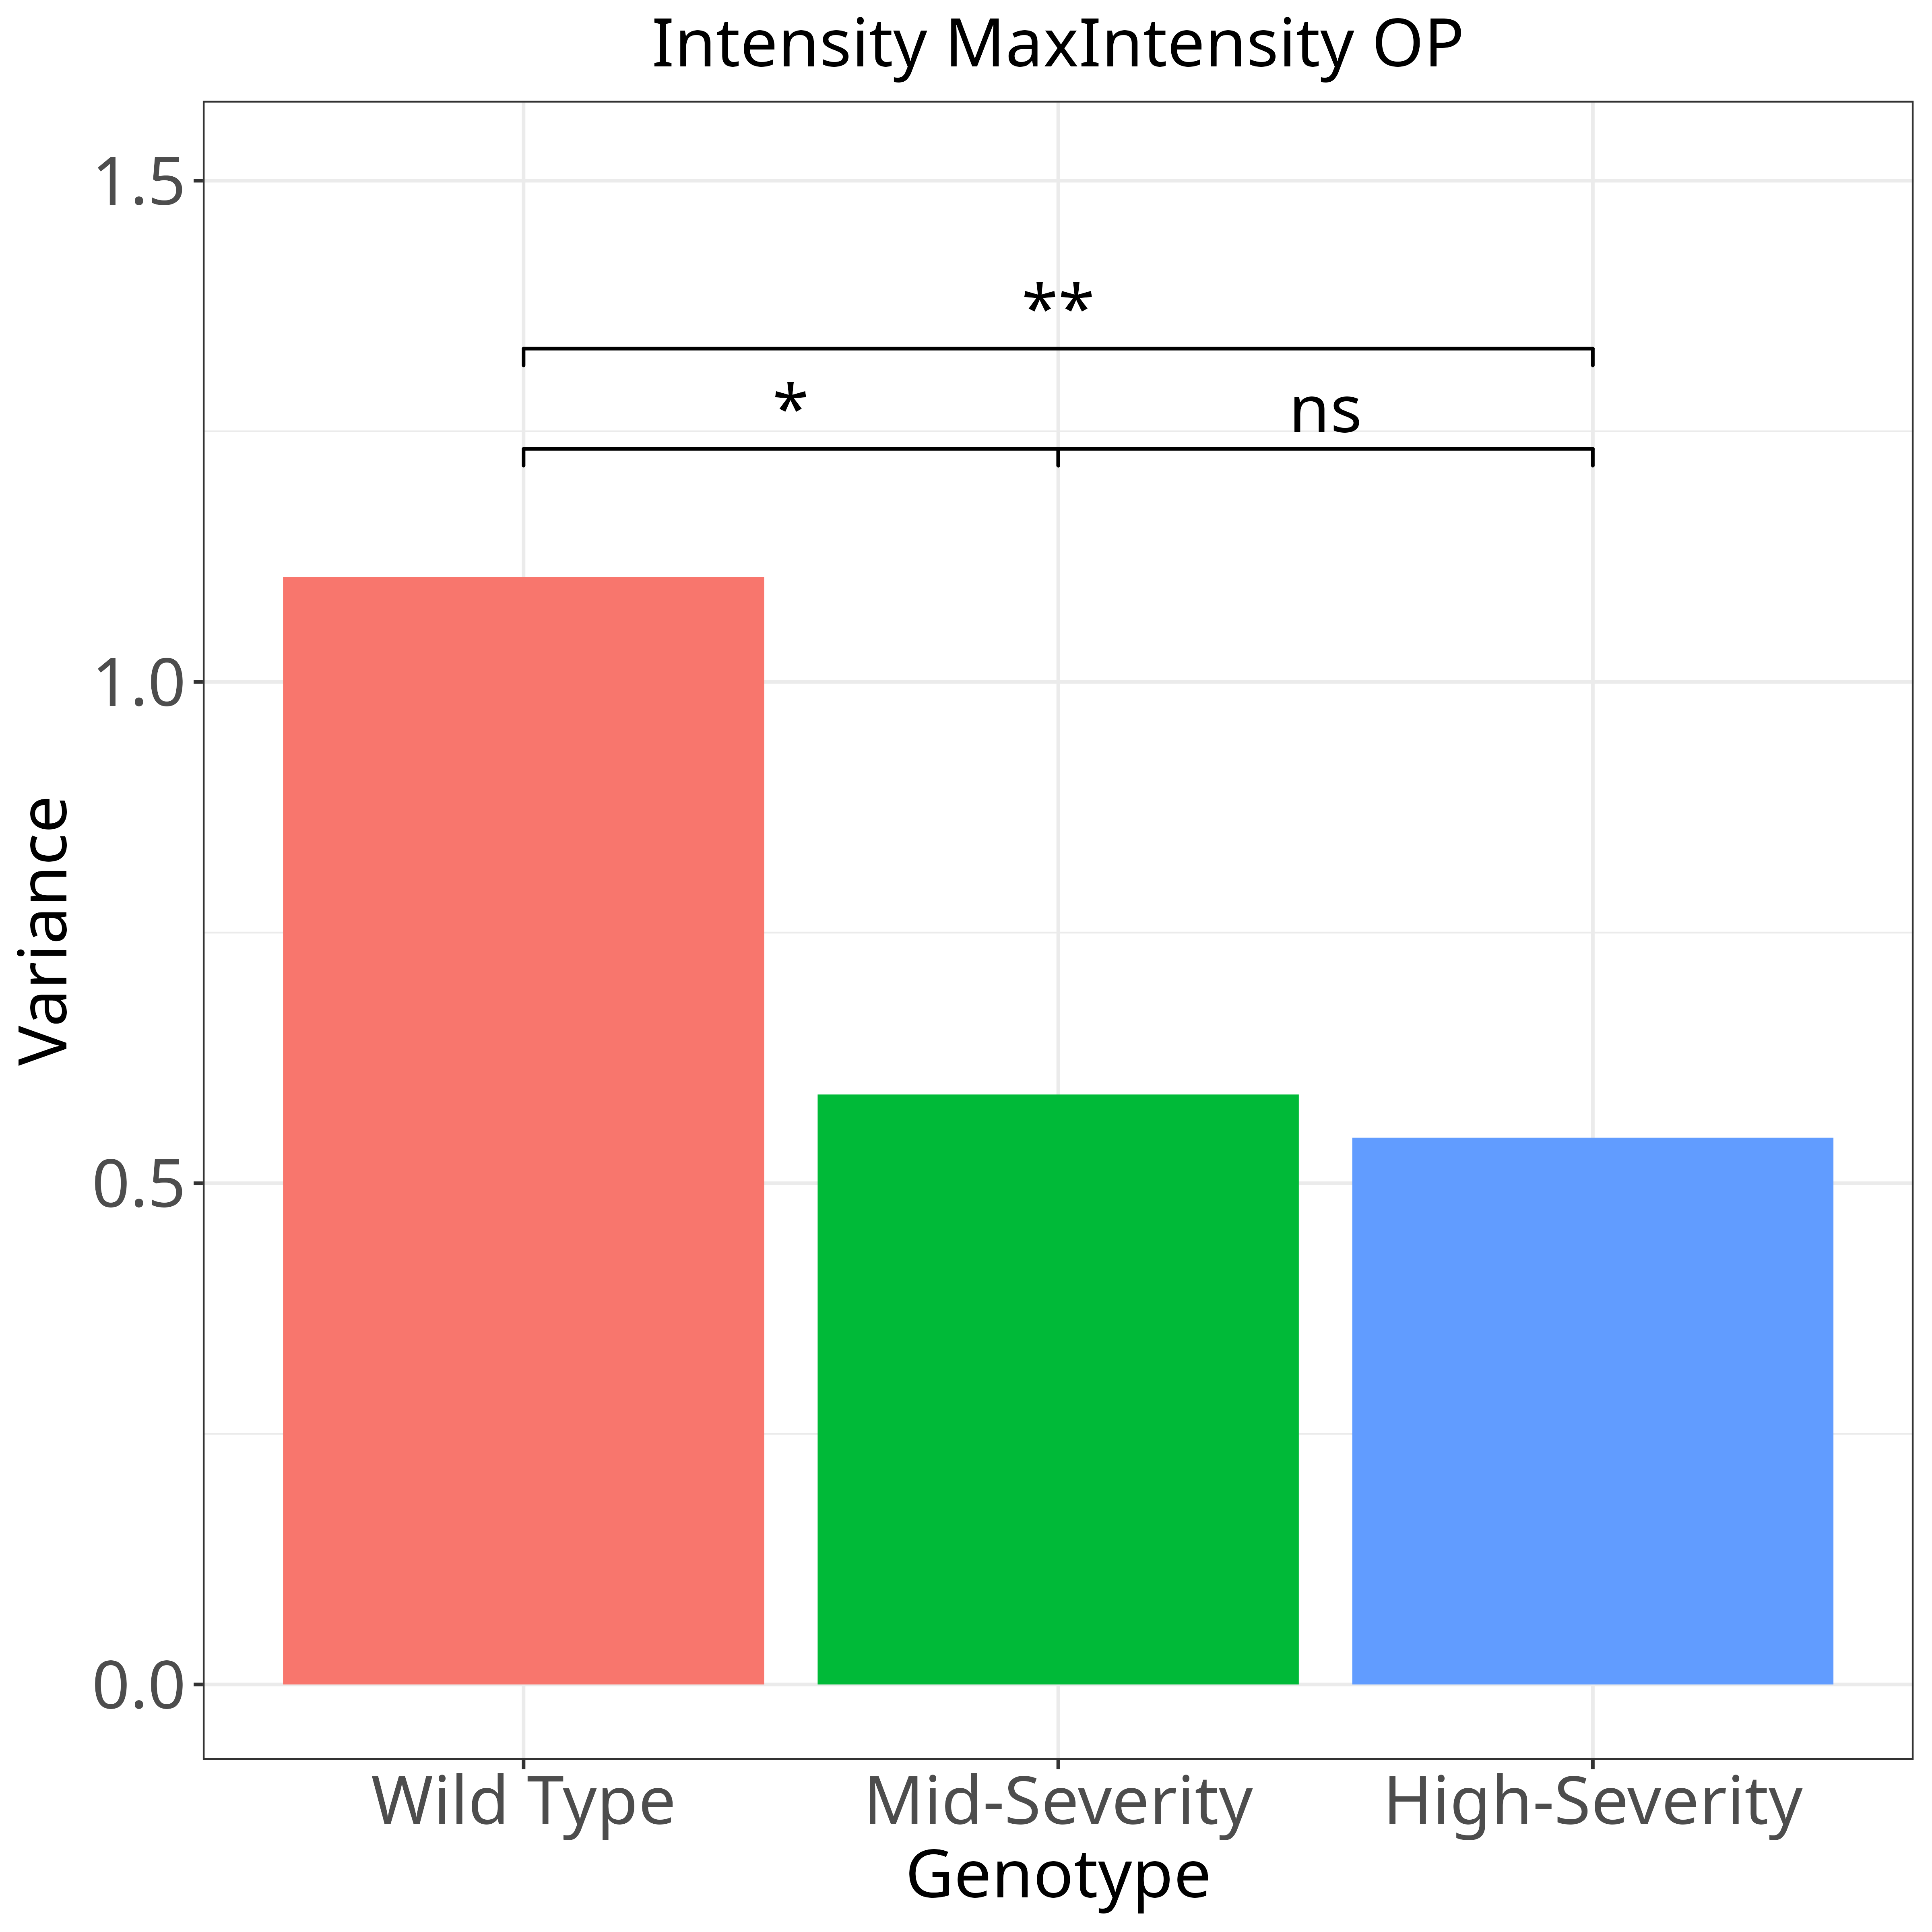 Intensity MaxIntensity OP
1.5
**
*
ns
1.0
Variance
0.5
0.0
Wild Type Mid-Severity High-Severity
Genotype